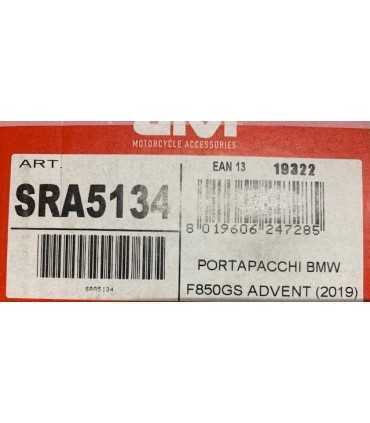 MOTORCYCLE ACCESSORIES
ART.
SRA5134
SRA5134
EAN 13 19322
8 019606 247285
PORTAPACCHI BMW
F850GS ADVENT (2019)